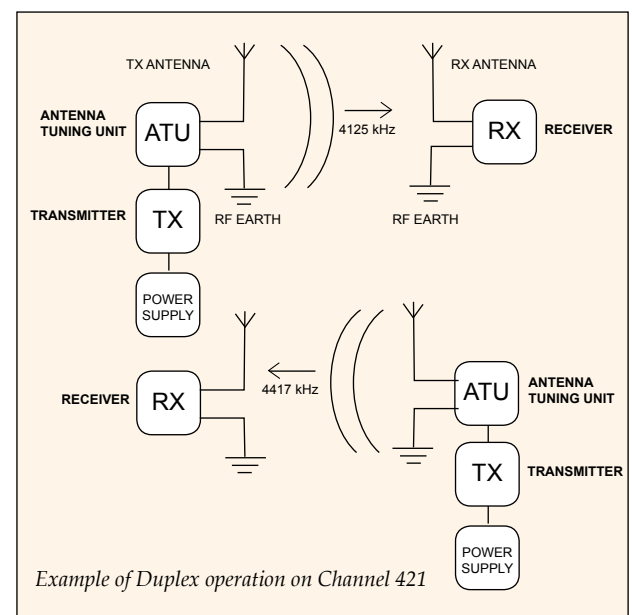 TX ANTENNA
RX ANTENNA
ANTENNA
TUNING UNIT
ATU
4125 kHz
RX
RECEIVER
TRANSMITTER
TX
RF EARTH
RF EARTH
POWER
SUPPLY
RECEIVER
RX
4417 kHz
ATU
ANTENNA
TUNING UNIT
TX
TRANSMITTER
POWER
SUPPLY
Example of Duplex operation on Channel 421